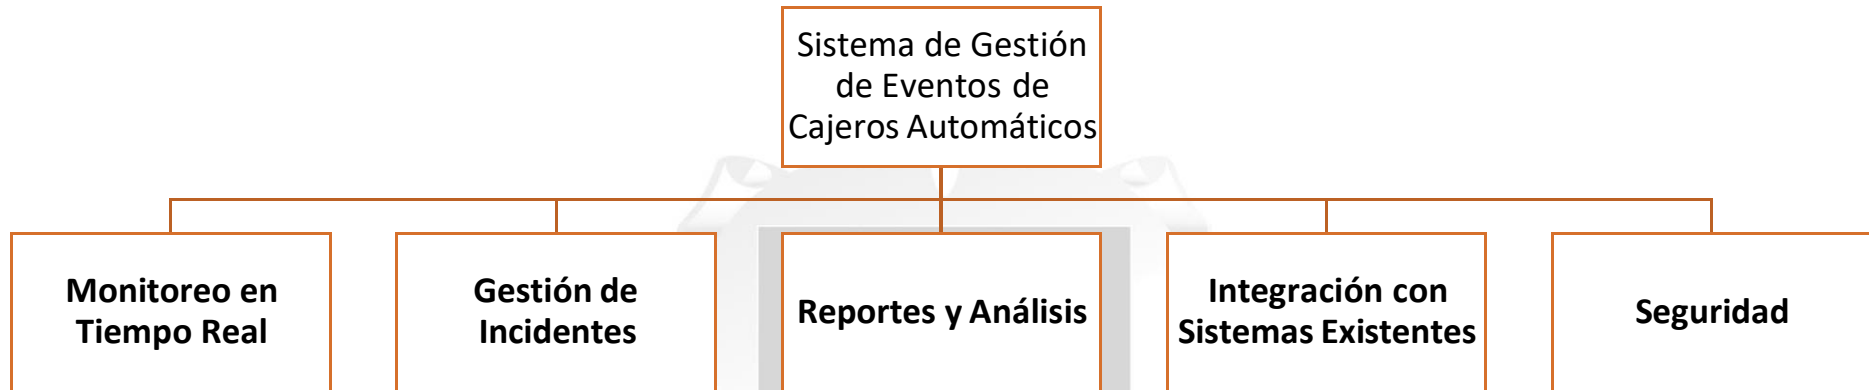 Sistema de Gestión
de Eventos de
Cajeros Automáticos
Monitoreo en
Tiempo Real
Gestión de
Incidentes
Reportes y Análisis
Integración con
Sistemas Existentes
Seguridad